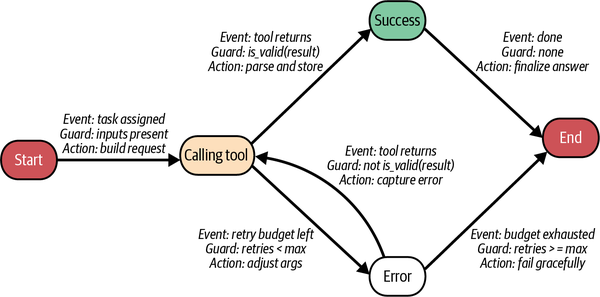 Success
Event: tool returns
Guard: is_valid(result)
Action: parse and store
Event: done
Guard: none
Action: finalize answer
Event: task assigned
Guard: inputs present
Action: build request
Start
Calling tool
End
Event: tool returns
Guard: not is_valid(result)
Action: capture error
Event: retry budget left
Guard: retries < max
Action: adjust args
Event: budget exhausted
Guard: retries > = max
Action: fail gracefully
Error